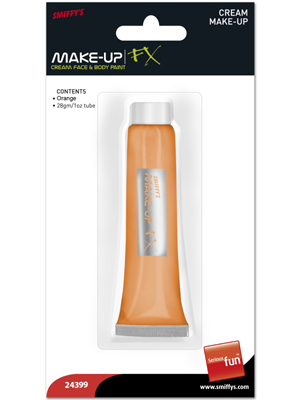 SMIFFYS
CREAM
MAKE-UP
MAKE-UP FX
CREAM FACE & BODY PAINT
CONTENTS
• Orange
• 28gm/1oz tube
SMIFFYS
MAKE-UP FX
Serious
fun
24399
www.smiffys.com